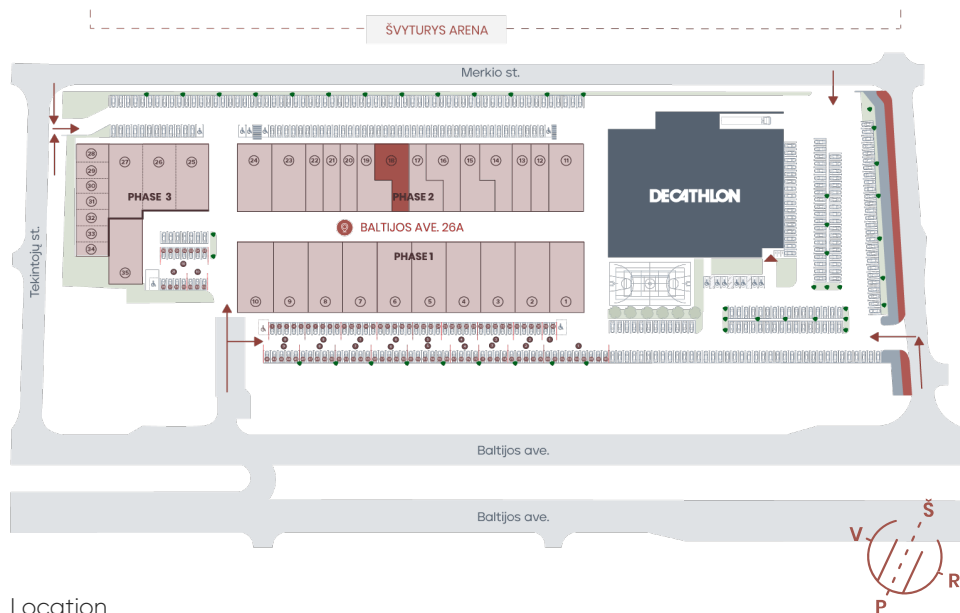 ŠVYTURYS ARENA
Merkio st.
Tekintojų st.
28
29
30
31
32
33
34
27
26
25
PHASE 3
35
24
23
22
21
20
19
18
17
16
15
14
13
12
11
PHASE 2
DECATHLON
BALTIJOS AVE. 26A
PHASE 1
10
9
8
7
6
5
4
3
2
1
Baltijos ave.
Baltijos ave.
Š
V
R
P
Location